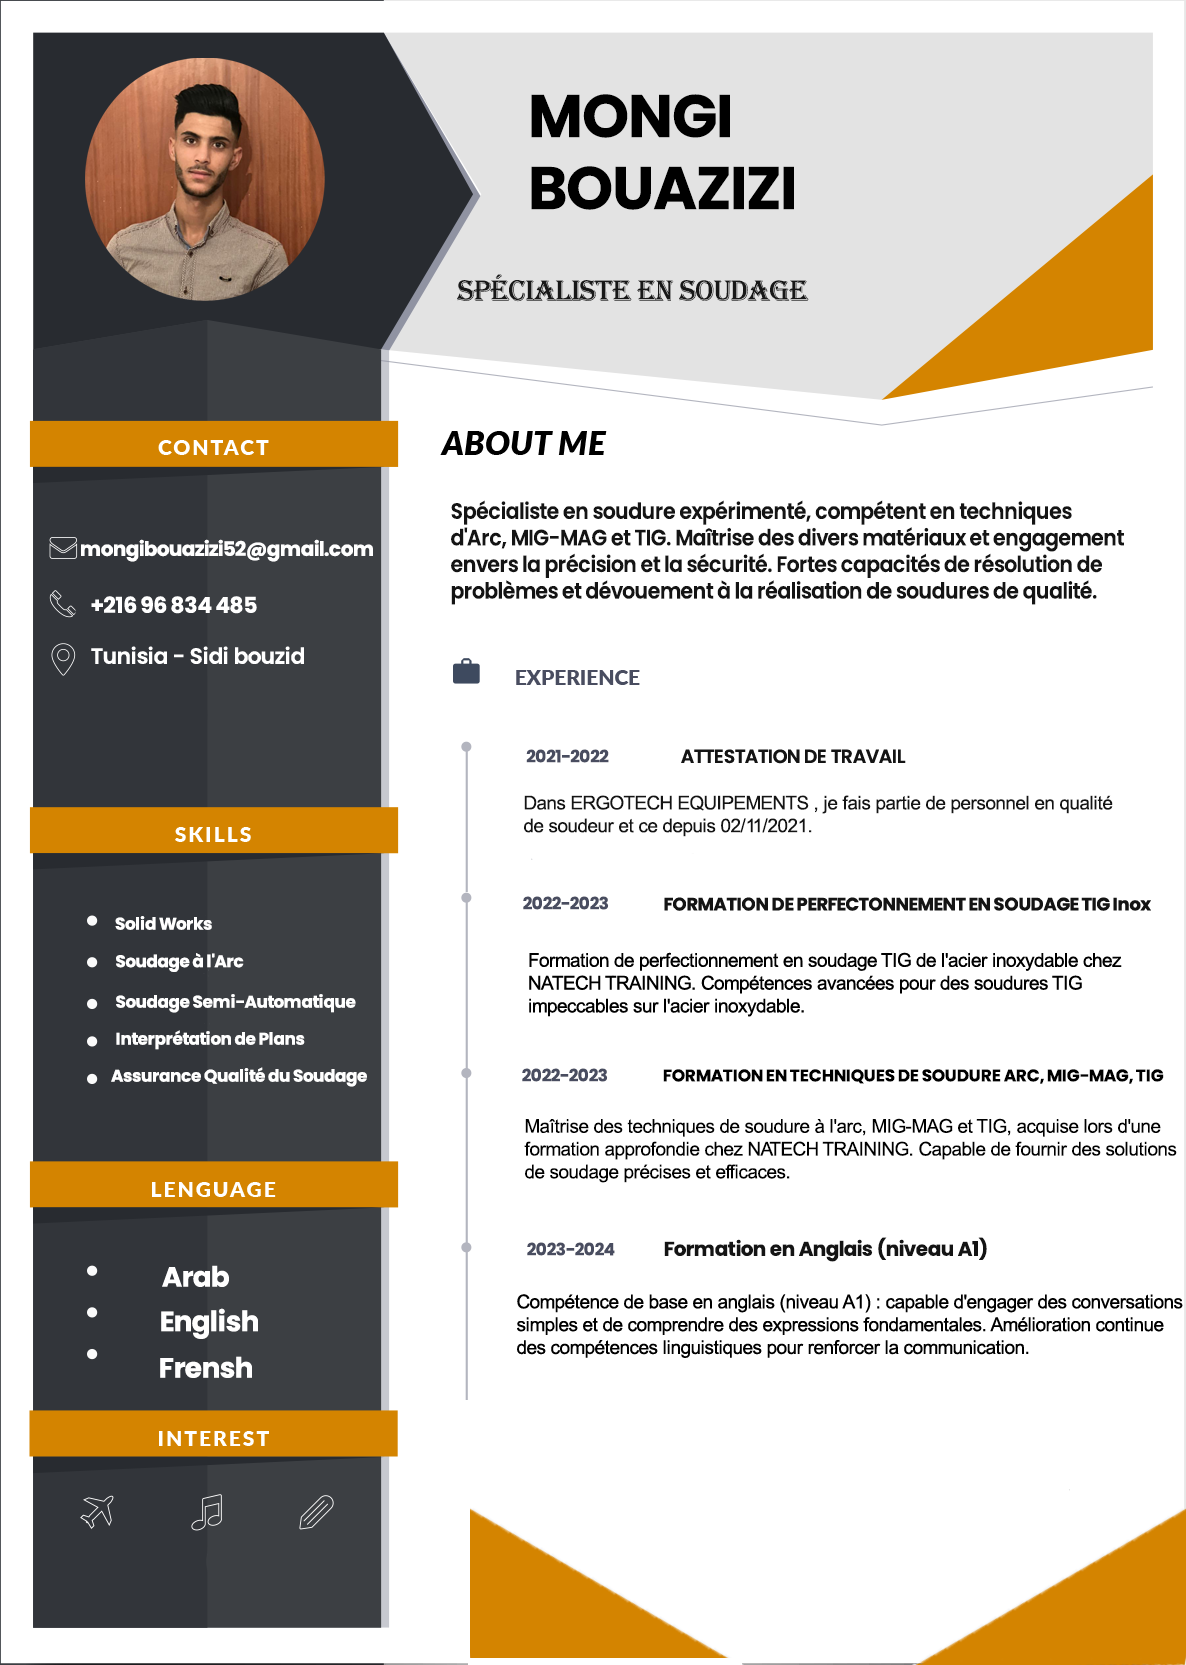 MONGI
BOUAZIZI
SPÉCIALISTE EN SOUDAGE
CONTACT
mongibouazizi52@gmail.com
+216 96 834 485
Tunisia - Sidi bouzid
SKILLS
Solid Works
Soudage à l'Arc
Soudage Semi-Automatique
Interprétation de Plans
Assurance Qualité du Soudage
LENGUAGE
Arab
English
Frensh
INTEREST
ABOUT ME
Spécialiste en soudure expérimenté, compétent en techniques
d'Arc, MIG-MAG et TIG. Maîtrise des divers matériaux et engagement
envers la précision et la sécurité. Fortes capacités de résolution de
problèmes et dévouement à la réalisation de soudures de qualité.
EXPERIENCE
2021-2022 ATTESTATION DE TRAVAIL
Dans ERGOTECH EQUIPEMENTS , je fais partie de personnel en qualité
de soudeur et ce depuis 02/11/2021.
2022-2023 FORMATION DE PERFECTONNEMENT EN SOUDAGE TIG Inox
Formation de perfectionnement en soudage TIG de l'acier inoxydable chez
NATECH TRAINING. Compétences avancées pour des soudures TIG
impeccables sur l'acier inoxydable.
2022-2023 FORMATION EN TECHNIQUES DE SOUDURE ARC, MIG-MAG, TIG
Maîtrise des techniques de soudure à l'arc, MIG-MAG et TIG, acquise lors d'une
formation approfondie chez NATECH TRAINING. Capable de fournir des solutions
de soudage précises et efficaces.
2023-2024 Formation en Anglais (niveau A1)
Compétence de base en anglais (niveau A1) : capable d'engager des conversations
simples et de comprendre des expressions fondamentales. Amélioration continue
des compétences linguistiques pour renforcer la communication.